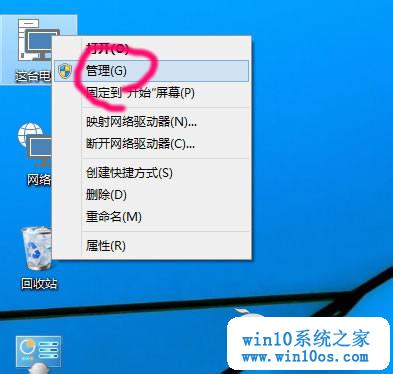 这台电
打开(O)
管理(G)
固定到"开始"屏幕(P)
映射网络驱动器(N)...
断开网络驱动器(C)...
创建快捷方式(S)
删除(D)
重命名(M)
属性(R)
网络
回收站
win10系统之家
www.win10os.com